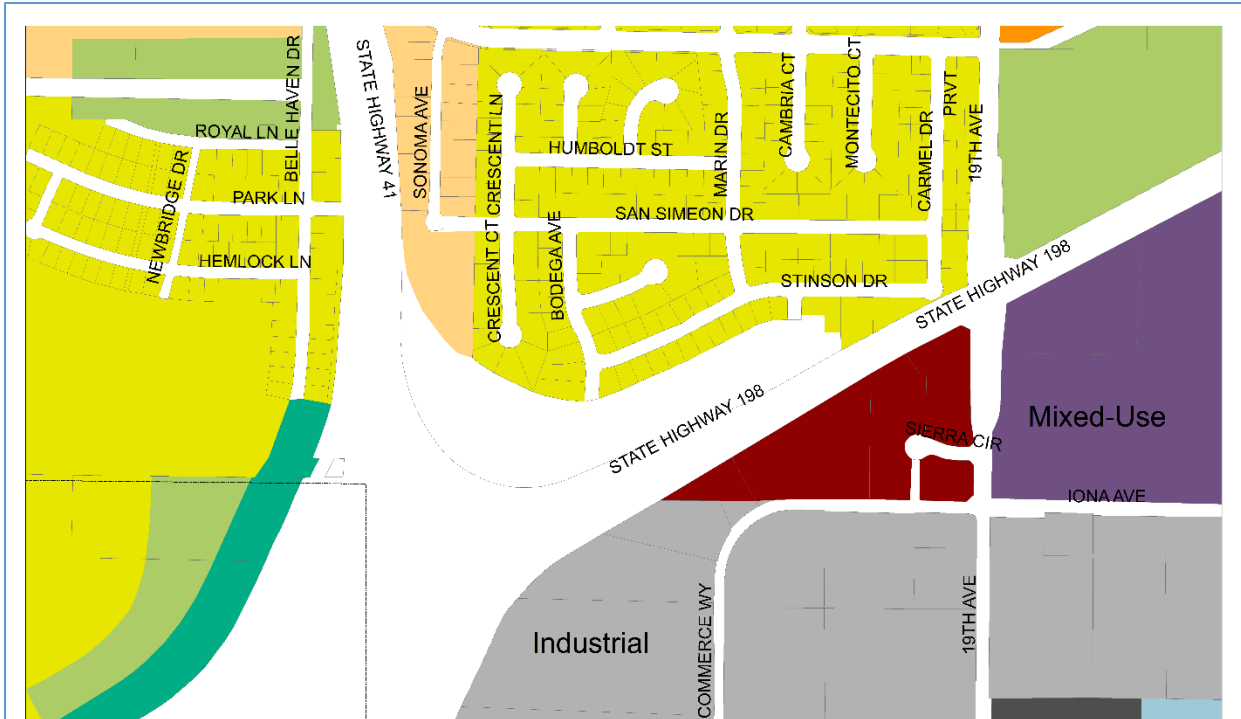 BELLE HAVEN DR
STATE HIGHWAY 41
SONOMA AVE
CRESCENT LN
CRESCENT CT
HUMBOLDT ST
MARIN DR
CAMBRIA CT
MONTECITO CT
CARMEL DR
PRVT
19TH AVE
ROYAL LN
NEWBRIDGE DR
PARK LN
HEMLOCK LN
SAN SIMEON DR
BODEGA AVE
STINSON DR
STATE HIGHWAY 198
STATE HIGHWAY 198
Mixed-Use
SIERRA CIR
IONA AVE
Industrial
COMMERCE WY
19TH AVE